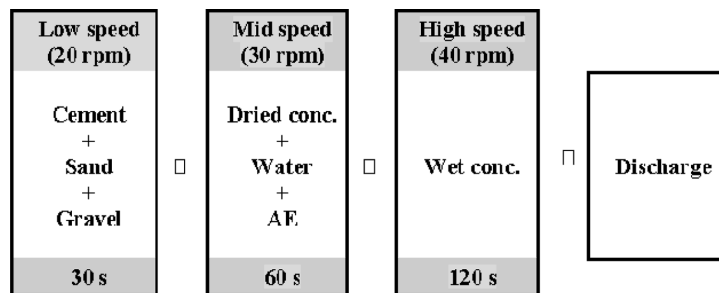 Low speed
(20 rpm)
Cement
+
Sand
+
Gravel
30 s
Mid speed
(30 rpm)
Dried conc.
+
Water
+
AE
60 s
High speed
(40 rpm)
Wet conc.
120 s
Discharge